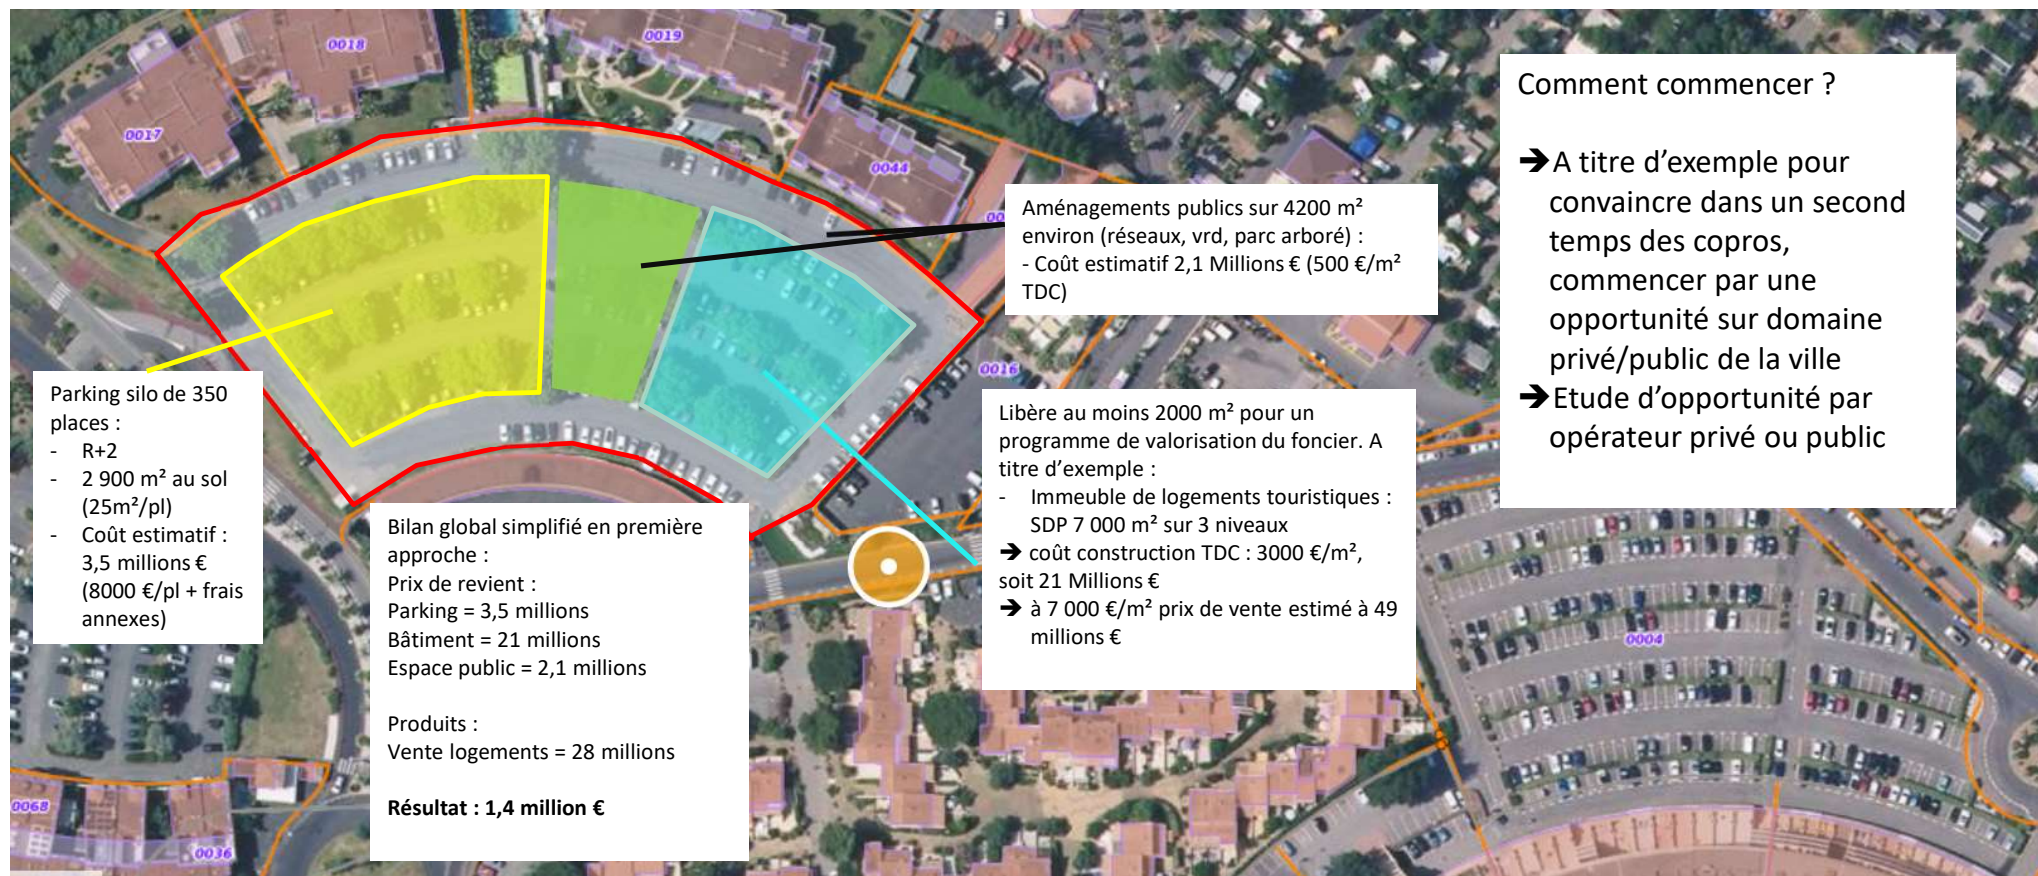 0018
0019
0017
0044
0016
0004
0068
0036
Comment commencer ?
➔A titre d'exemple pour
convaincre dans un second
temps des copros,
commencer par une
opportunité sur domaine
privé/public de la ville
➔Etude d'opportunité par
opérateur privé ou public
Aménagements publics sur 4200 m²
environ (réseaux, vrd, parc arboré) :
- Coût estimatif 2,1 Millions € (500 €/m²
TDC)
Parking silo de 350
places :
- R+2
- 2 900 m² au sol
(25m²/pl)
- Coût estimatif :
3,5 millions €
(8000 €/pl + frais
annexes)
Libère au moins 2000 m² pour un
programme de valorisation du foncier. A
titre d'exemple :
- Immeuble de logements touristiques :
SDP 7 000 m² sur 3 niveaux
➔ coût construction TDC : 3000 €/m²,
soit 21 Millions €
➔ à 7 000 €/m² prix de vente estimé à 49
millions €
Bilan global simplifié en première
approche :
Prix de revient :
Parking = 3,5 millions
Bâtiment = 21 millions
Espace public = 2,1 millions
Produits :
Vente logements = 28 millions
Résultat : 1,4 million €